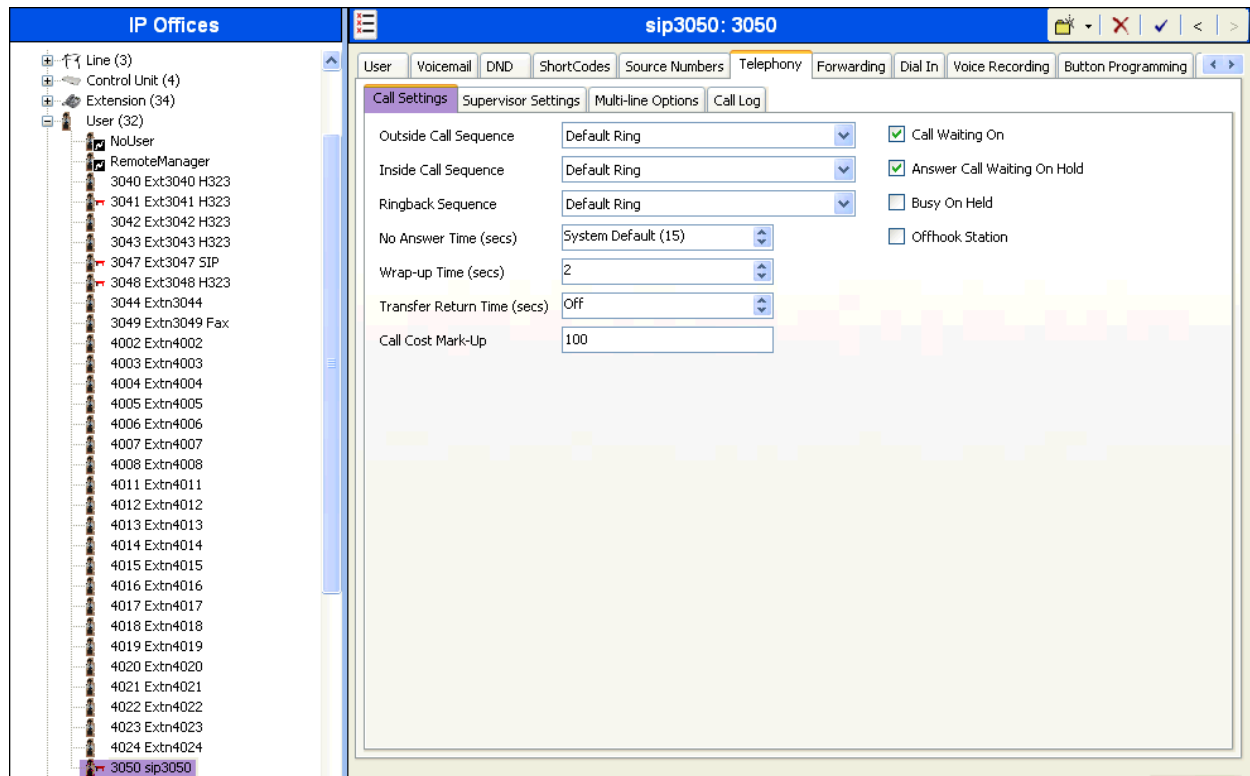 IP Offices
Line (3)
Control Unit (4)
Extension (34)
User (32)
NoUser
RemoteManager
3040 Ext3040 H323
3041 Ext3041 H323
3042 Ext3042 H323
3043 Ext3043 H323
3047 Ext3047 SIP
3048 Ext3048 H323
3044 Extn3044
3049 Extn3049 Fax
4002 Extn4002
4003 Extn4003
4004 Extn4004
4005 Extn4005
4006 Extn4006
4007 Extn4007
4008 Extn4008
4011 Extn4011
4012 Extn4012
4013 Extn4013
4014 Extn4014
4015 Extn4015
4016 Extn4016
4017 Extn4017
4018 Extn4018
4019 Extn4019
4020 Extn4020
4021 Extn4021
4022 Extn4022
4023 Extn4023
4024 Extn4024
3050 sip3050
sip3050: 3050
User Voicemail DND ShortCodes Source Numbers Telephony Forwarding Dial In Voice Recording Button Programming
Call Settings Supervisor Settings Multi-line Options Call Log
Outside Call Sequence Default Ring Call Waiting On
Inside Call Sequence Default Ring Answer Call Waiting On Hold
Ringback Sequence Default Ring Busy On Held
No Answer Time (secs) System Default (15) Offhook Station
Wrap-up Time (secs) 2
Transfer Return Time (secs) Off
Call Cost Mark-Up 100